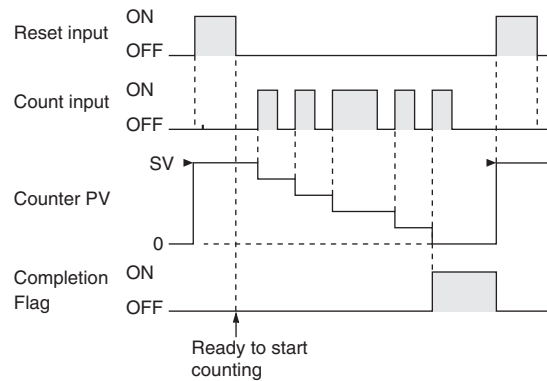 ON
Reset input
OFF
ON
Count input
OFF
SV
Counter PV
0
Completion
Flag
ON
OFF
Ready to start
counting